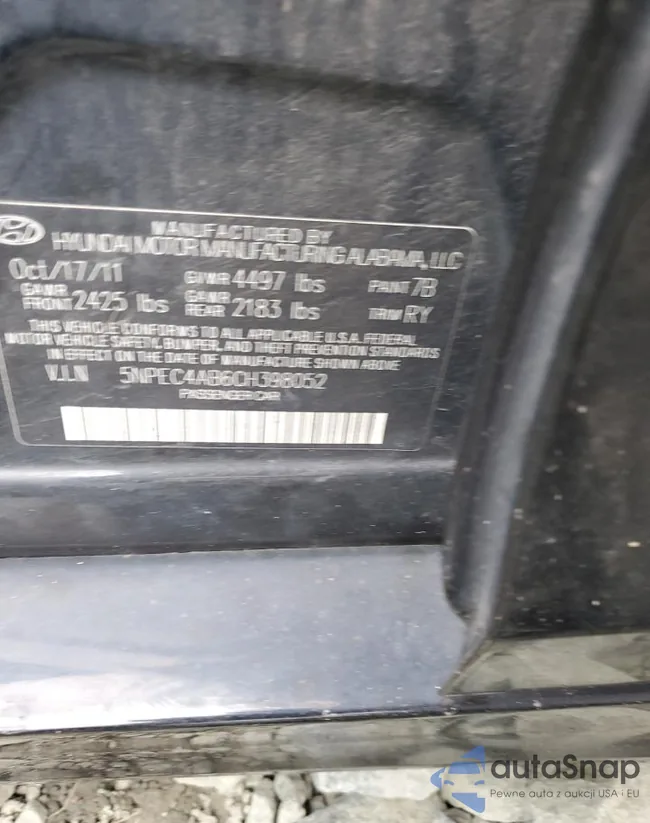 MANUFACTURED BY
HYUNDAI MOTOR MANUFACTURING ALABAMA, LLC
Oct/17/11 GVWR 4497 lbs PAINT 7B
GAWR FRONT 2425 lbs GAWR REAR 2183 lbs TRIM RY
THIS VEHICLE CONFORMS TO ALL APPLICABLE U.S.A. FEDERAL
MOTOR VEHICLE SAFETY, BUMPER, AND THEFT PREVENTION STANDARDS
IN EFFECT ON THE DATE OF MANUFACTURE SHOWN ABOVE
V.I.N 5NPEC4AB6CH398052
PASSENGER CAR
autaSnap
Pewne auta z aukcji USA i EU